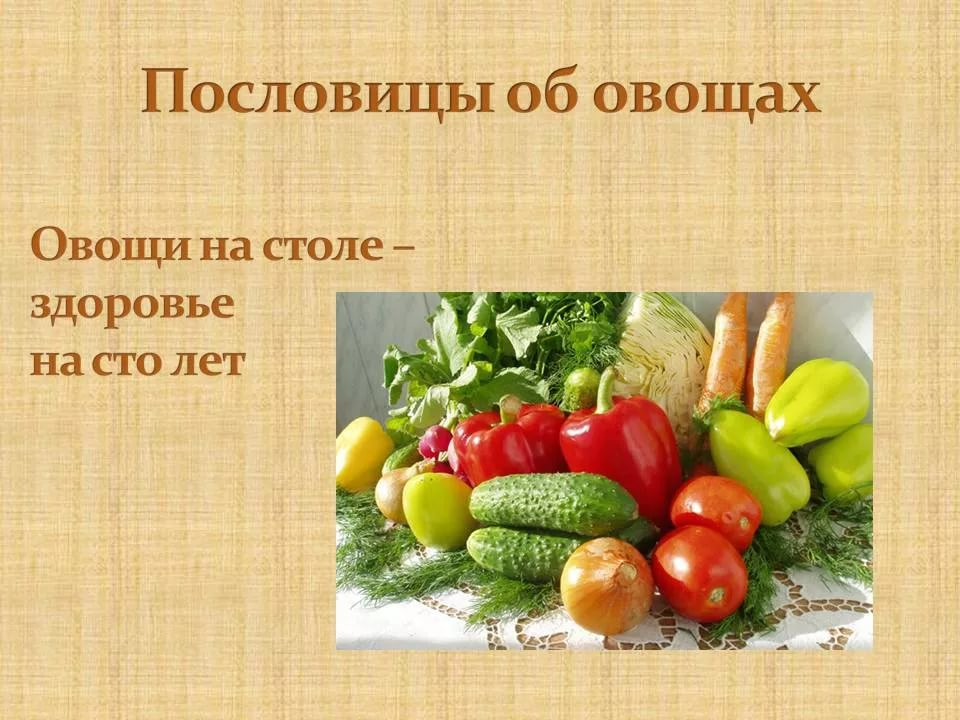 Пословицы об овощах
Овощи на столе –
здоровье
на сто лет